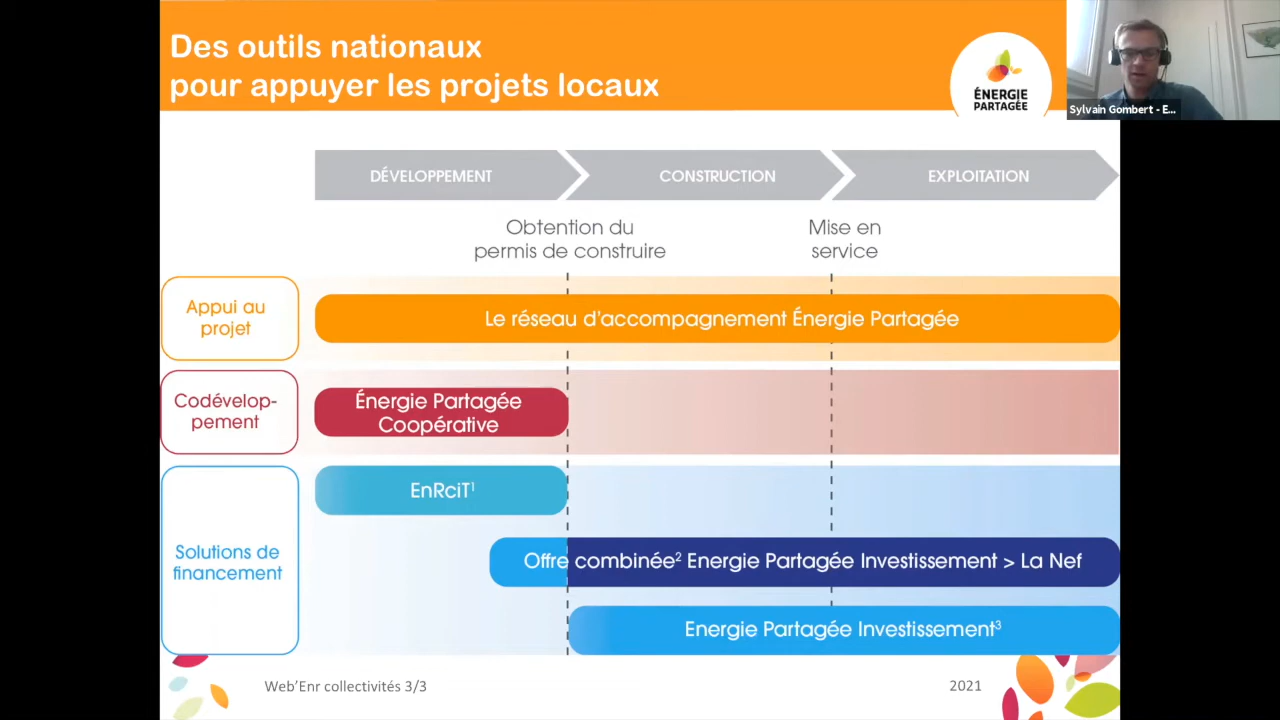 Des outils nationaux
pour appuyer les projets locaux
ÉNERGIE
PARTAGÉE
Sylvain Gombert - E...
DÉVELOPPEMENT
CONSTRUCTION
EXPLOITATION
Obtention du
permis de construire
Mise en
service
Appui au
projet
Le réseau d'accompagnement Énergie Partagée
Codévelop-
pement
Énergie Partagée
Coopérative
Solutions de
financement
EnRciT¹
Offre combinée² Energie Partagée Investissement > La Nef
Energie Partagée Investissement³
Web'Enr collectivités 3/3
2021